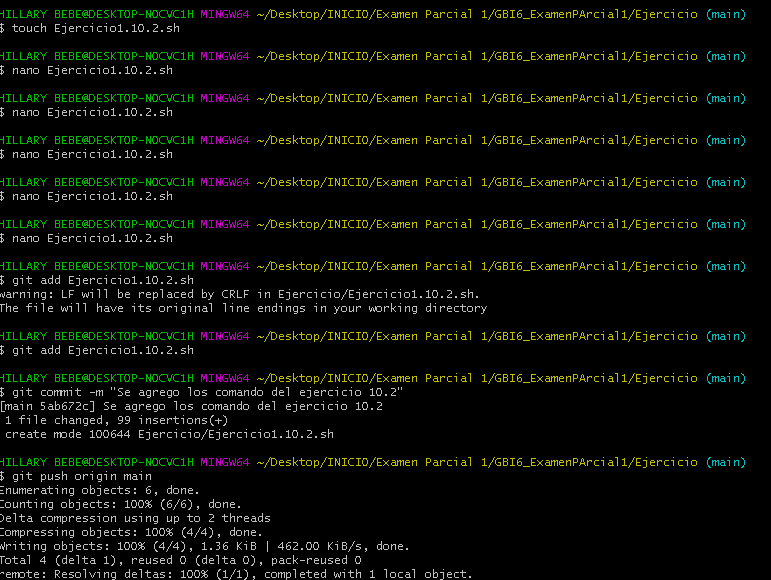 HILLARY BEBE@DESKTOP-NOCVC1H MINGW64 ~/Desktop/INICIO/Examen Parcial 1/GBI6_ExamenPArcial1/Ejercicio (main)
$ touch Ejercicio1.10.2.sh
HILLARY BEBE@DESKTOP-NOCVC1H MINGW64 ~/Desktop/INICIO/Examen Parcial 1/GBI6_ExamenPArcial1/Ejercicio (main)
$ nano Ejercicio1.10.2.sh
HILLARY BEBE@DESKTOP-NOCVC1H MINGW64 ~/Desktop/INICIO/Examen Parcial 1/GBI6_ExamenPArcial1/Ejercicio (main)
$ nano Ejercicio1.10.2.sh
HILLARY BEBE@DESKTOP-NOCVC1H MINGW64 ~/Desktop/INICIO/Examen Parcial 1/GBI6_ExamenPArcial1/Ejercicio (main)
$ nano Ejercicio1.10.2.sh
HILLARY BEBE@DESKTOP-NOCVC1H MINGW64 ~/Desktop/INICIO/Examen Parcial 1/GBI6_ExamenPArcial1/Ejercicio (main)
$ nano Ejercicio1.10.2.sh
HILLARY BEBE@DESKTOP-NOCVC1H MINGW64 ~/Desktop/INICIO/Examen Parcial 1/GBI6_ExamenPArcial1/Ejercicio (main)
$ nano Ejercicio1.10.2.sh
HILLARY BEBE@DESKTOP-NOCVC1H MINGW64 ~/Desktop/INICIO/Examen Parcial 1/GBI6_ExamenPArcial1/Ejercicio (main)
$ git add Ejercicio1.10.2.sh
warning: LF will be replaced by CRLF in Ejercicio/Ejercicio1.10.2.sh.
The file will have its original line endings in your working directory
HILLARY BEBE@DESKTOP-NOCVC1H MINGW64 ~/Desktop/INICIO/Examen Parcial 1/GBI6_ExamenPArcial1/Ejercicio (main)
$ git add Ejercicio1.10.2.sh
HILLARY BEBE@DESKTOP-NOCVC1H MINGW64 ~/Desktop/INICIO/Examen Parcial 1/GBI6_ExamenPArcial1/Ejercicio (main)
$ git commit -m "Se agrego los comando del ejercicio 10.2"
[main 5ab672c] Se agrego los comando del ejercicio 10.2
1 file changed, 99 insertions(+)
create mode 100644 Ejercicio/Ejercicio1.10.2.sh
HILLARY BEBE@DESKTOP-NOCVC1H MINGW64 ~/Desktop/INICIO/Examen Parcial 1/GBI6_ExamenPArcial1/Ejercicio (main)
$ git push origin main
Enumerating objects: 6, done.
Counting objects: 100% (6/6), done.
Delta compression using up to 2 threads
Compressing objects: 100% (4/4), done.
Writing objects: 100% (4/4), 1.36 KiB | 462.00 KiB/s, done.
Total 4 (delta 1), reused 0 (delta 0), pack-reused 0
remote: Resolving deltas: 100% (1/1), completed with 1 local object.